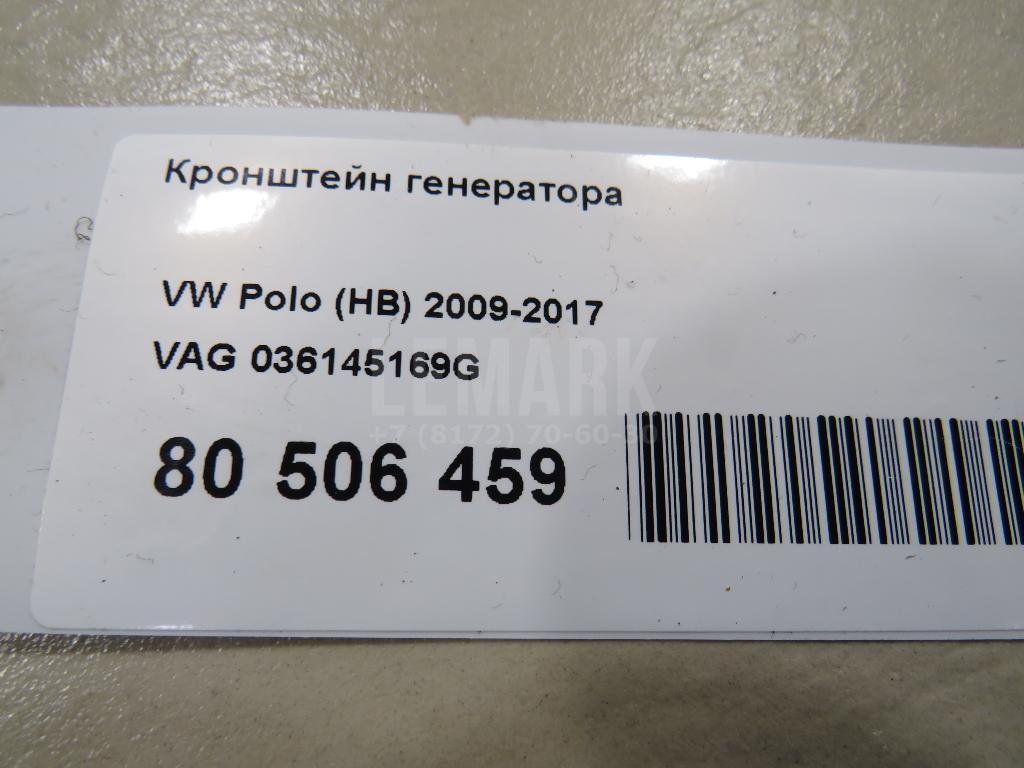 Кронштейн генератора
VW Polo (HB) 2009-2017
VAG 036145169G
LEMARK
+7 (8172) 70-60-30
80 506 459